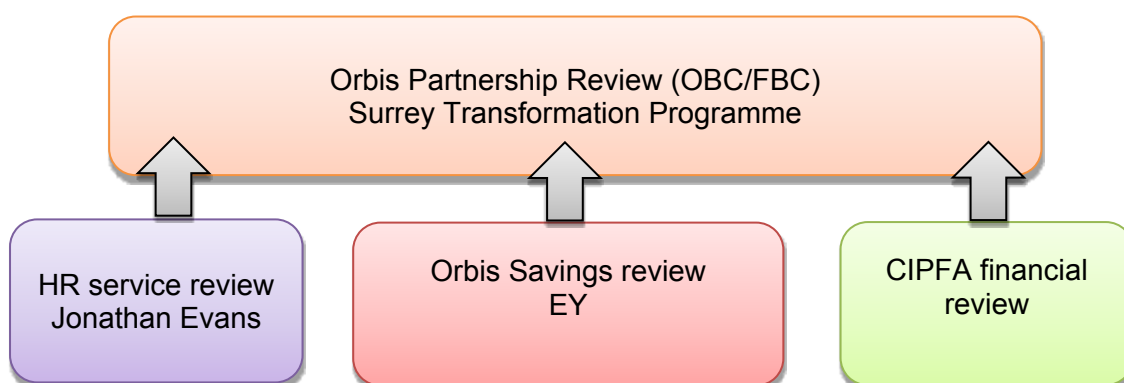 Orbis Partnership Review (OBC/FBC)
Surrey Transformation Programme
HR service review
Jonathan Evans
Orbis Savings review
EY
CIPFA financial
review